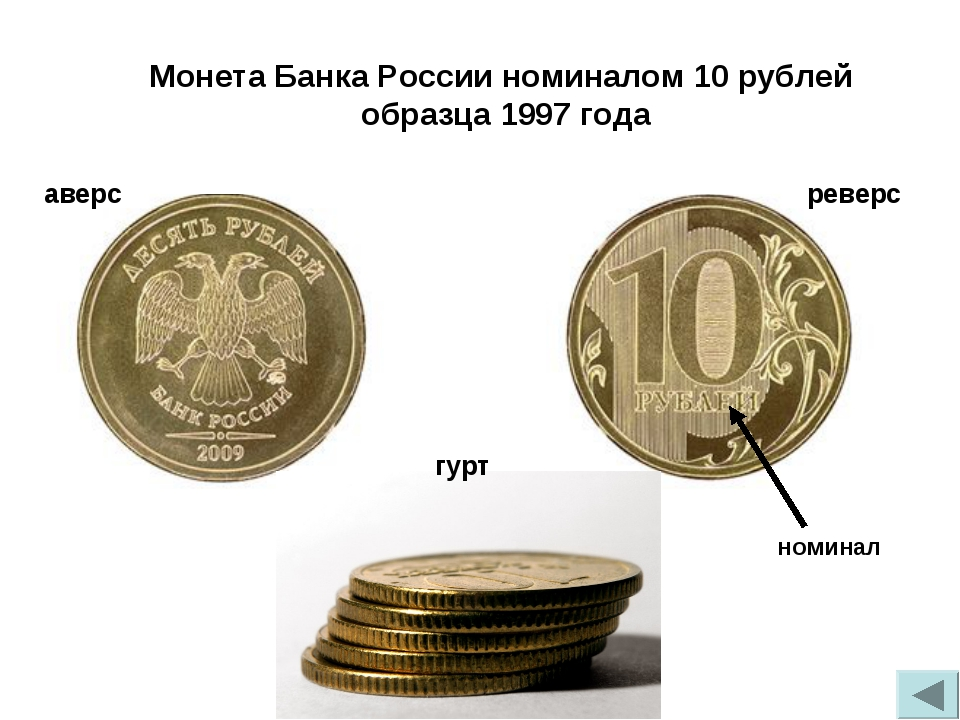 Монета Банка России номиналом 10 рублей
образца 1997 года
аверс
реверс
ДЕСЯТЬ РУБЛЕЙ
БАНК РОССИИ
2009
10
РУБЛЕЙ
гурт
номинал